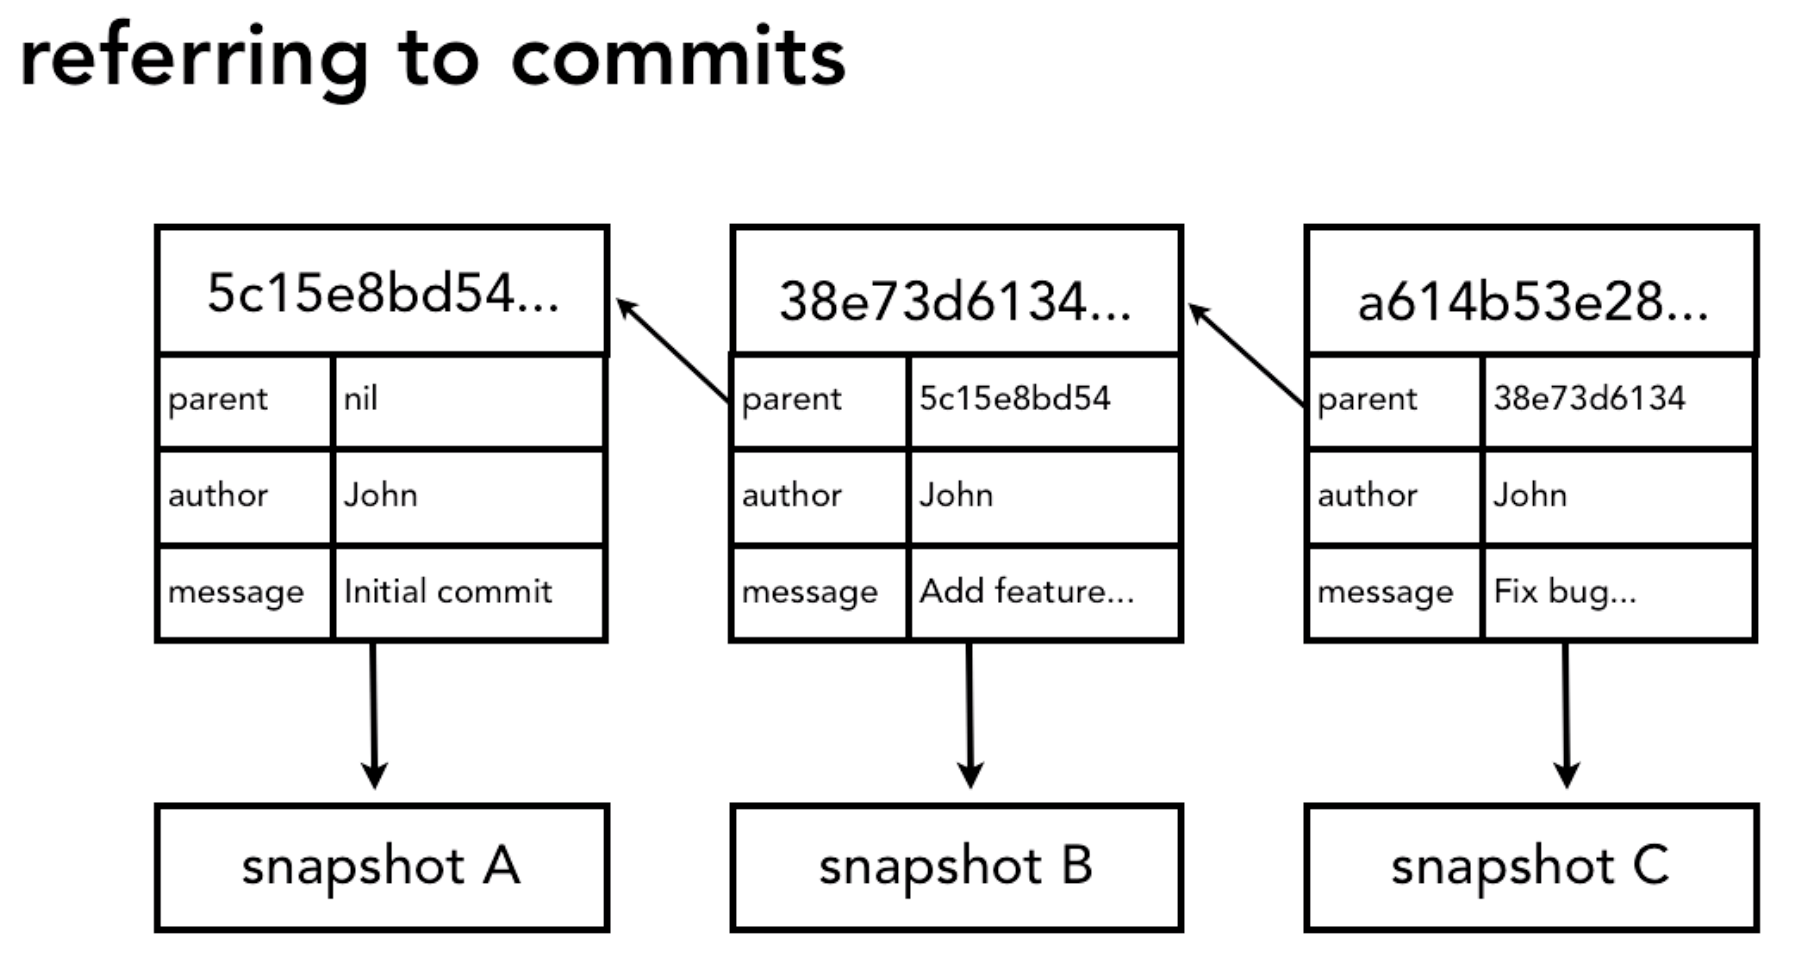 referring to commits
5c15e8bd54...
parent nil
author John
message Initial commit
snapshot A
38e73d6134...
parent 5c15e8bd54
author John
message Add feature...
snapshot B
a614b53e28...
parent 38e73d6134
author John
message Fix bug...
snapshot C